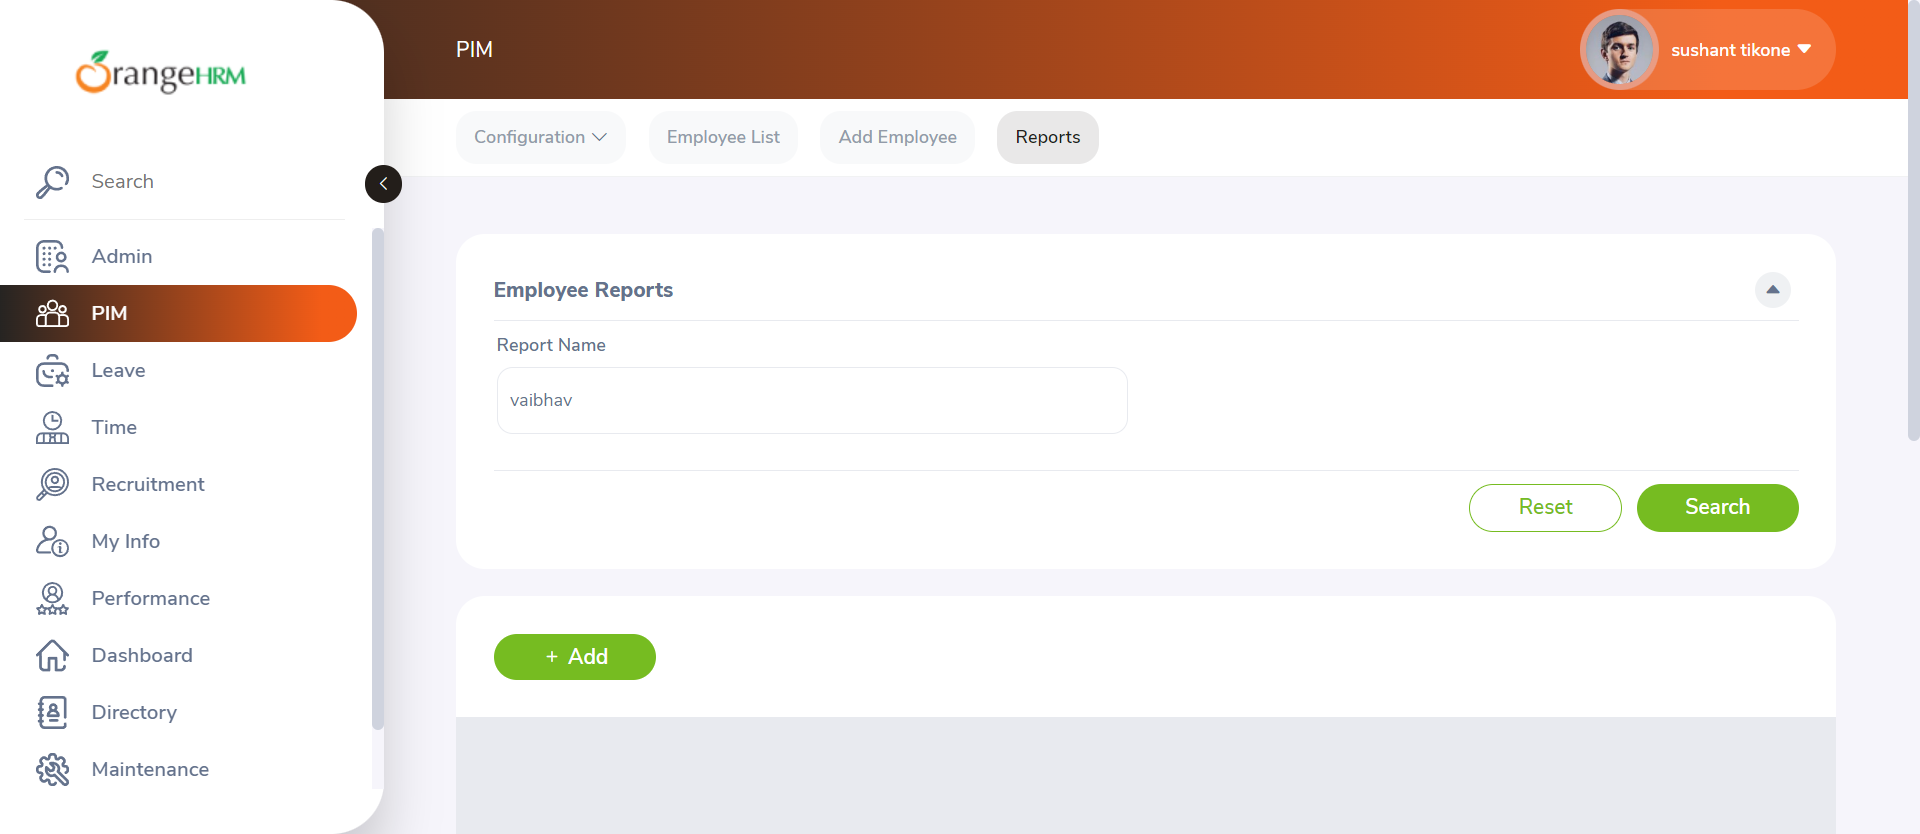 OrangeHRM
PIM
sushant tikone
Configuration
Employee List
Add Employee
Reports
Search
Admin
PIM
Leave
Time
Recruitment
My Info
Performance
Dashboard
Directory
Maintenance
Employee Reports
Report Name
vaibhav
Reset
Search
+ Add